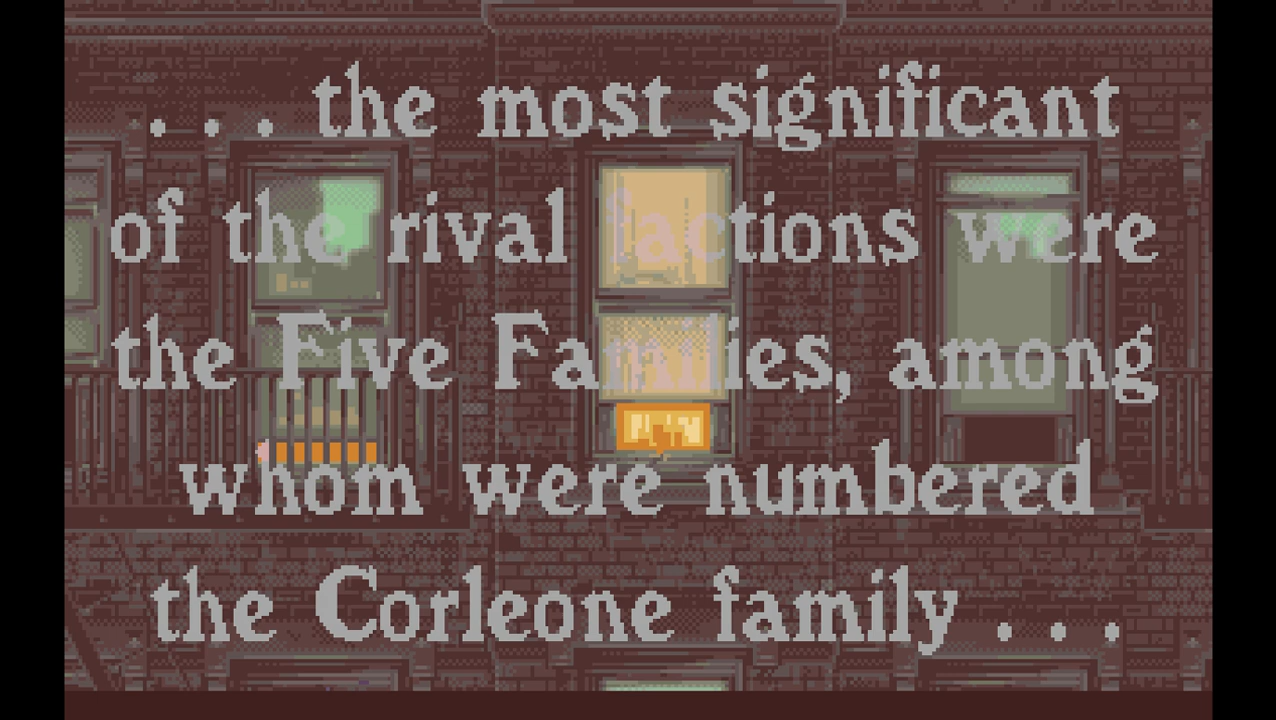 . . . the most significant
of the rival factions were
the Five Families, among
whom were numbered
the Corleone family . . .